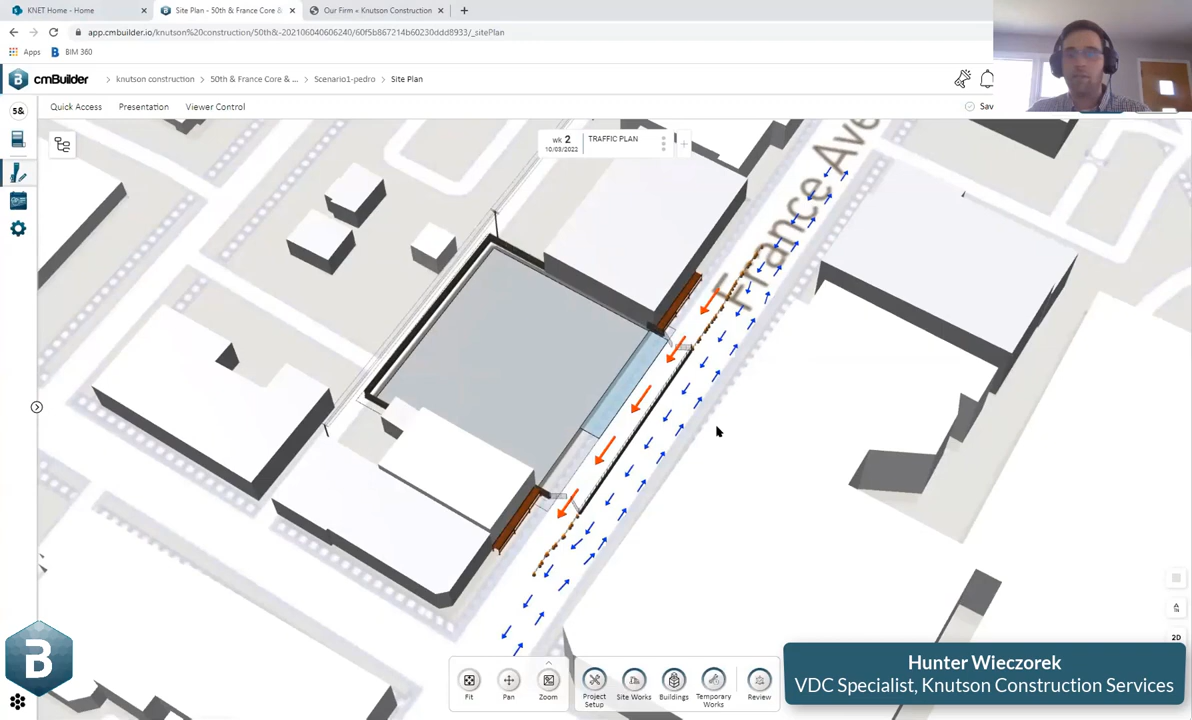 KNET Home - Home
Site Plan - 50th & France Core &
Our Firm « Knutson Construction
app.cmbuilder.io/knutson%20construction/50th&-202106040606240/60f5b867214b60230ddd8933/_sitePlan
Apps
BIM 360
cmBuilder
knutson construction
50th & France Core & ...
Scenario1-pedro
Site Plan
5&
Quick Access
Presentation
Viewer Control
Sav
wk 2
10/03/2022
TRAFFIC PLAN
France Ave
2D
B
Fit
Pan
Zoom
Project Setup
Site Works
Buildings
Temporary Works
Review
Hunter Wieczorek
VDC Specialist, Knutson Construction Services